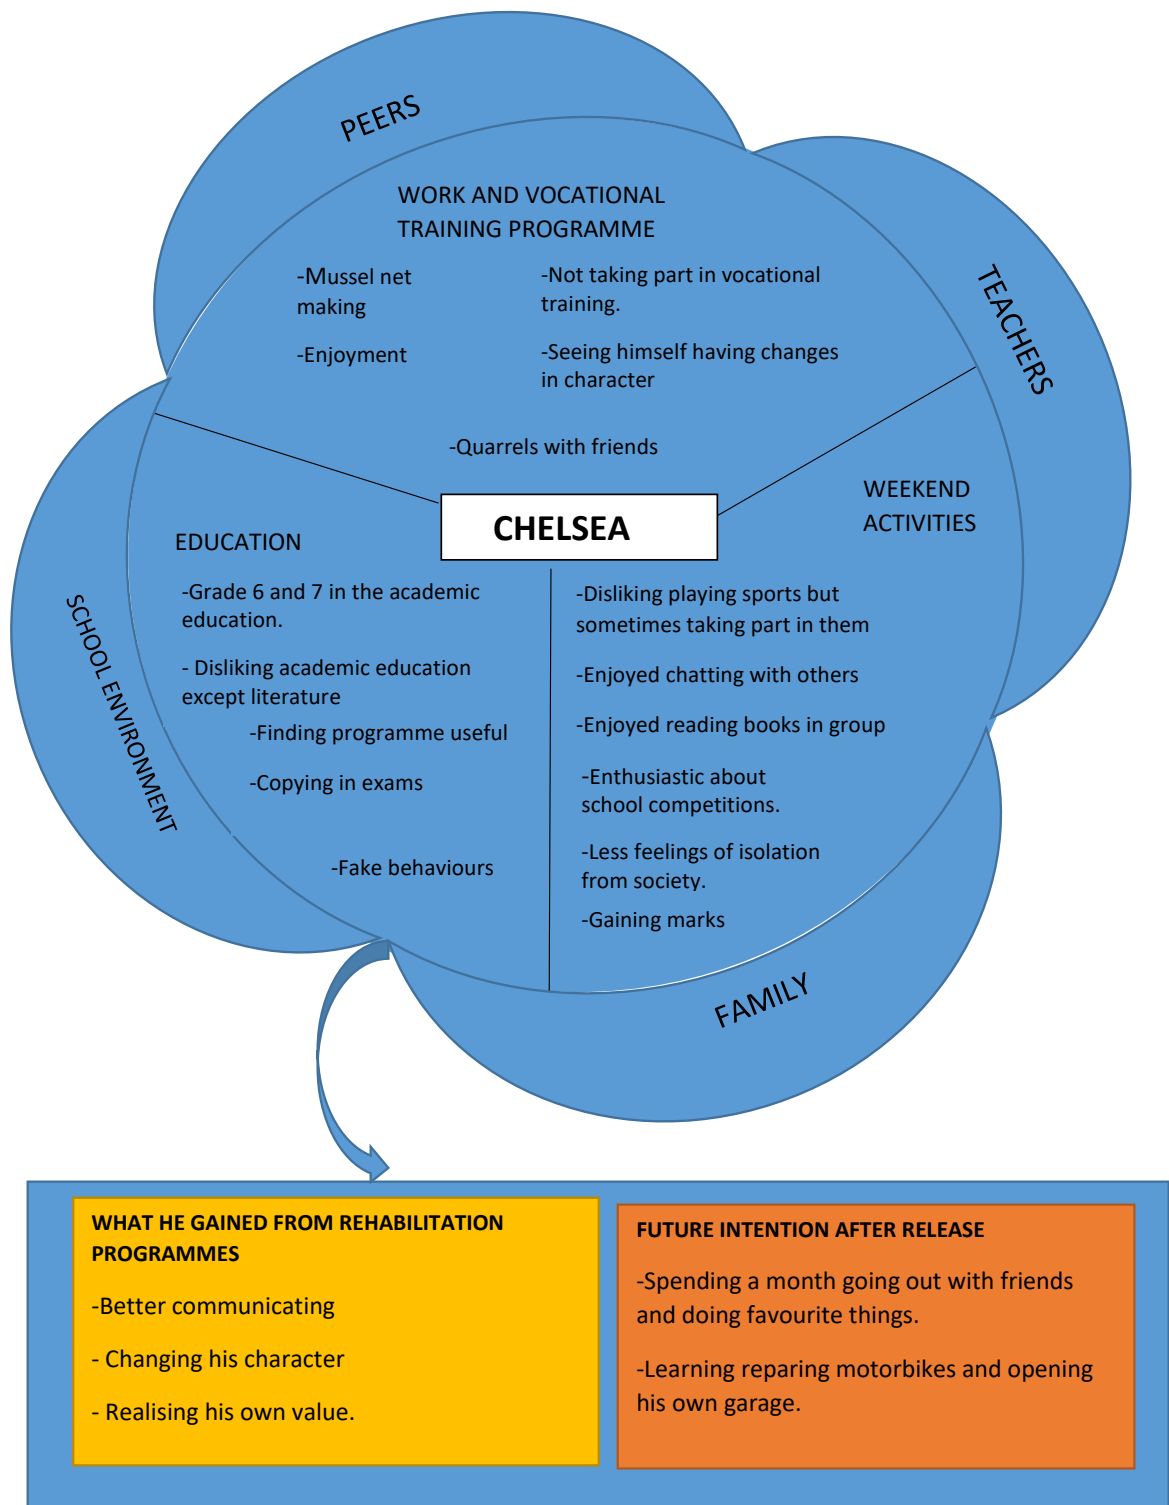 PEERS
TEACHERS
WORK AND VOCATIONAL
TRAINING PROGRAMME
-Mussel net
making
-Enjoyment
-Not taking part in vocational
training.
-Seeing himself having changes
in character
-Quarrels with friends
CHELSEA
SCHOOL ENVIRONMENT
EDUCATION
-Grade 6 and 7 in the academic
education.
- Disliking academic education
except literature
-Finding programme useful
-Copying in exams
-Fake behaviours
WEEKEND
ACTIVITIES
-Disliking playing sports but
sometimes taking part in them
-Enjoyed chatting with others
-Enjoyed reading books in group
-Enthusiastic about
school competitions.
-Less feelings of isolation
from society.
-Gaining marks
FAMILY
WHAT HE GAINED FROM REHABILITATION
PROGRAMMES
-Better communicating
- Changing his character
- Realising his own value.
FUTURE INTENTION AFTER RELEASE
-Spending a month going out with friends
and doing favourite things.
-Learning reparing motorbikes and opening
his own garage.